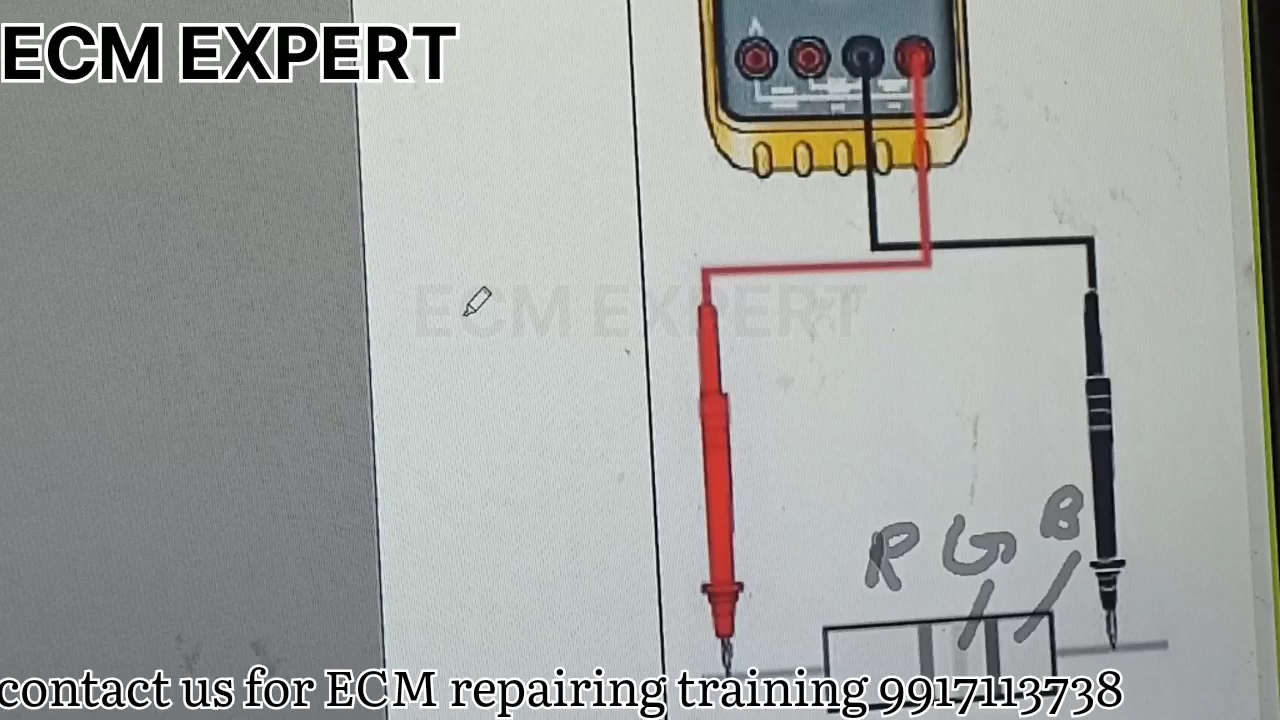 ECM EXPERT
ECM EXPERT
R G B
contact us for ECM repairing training 9917113738